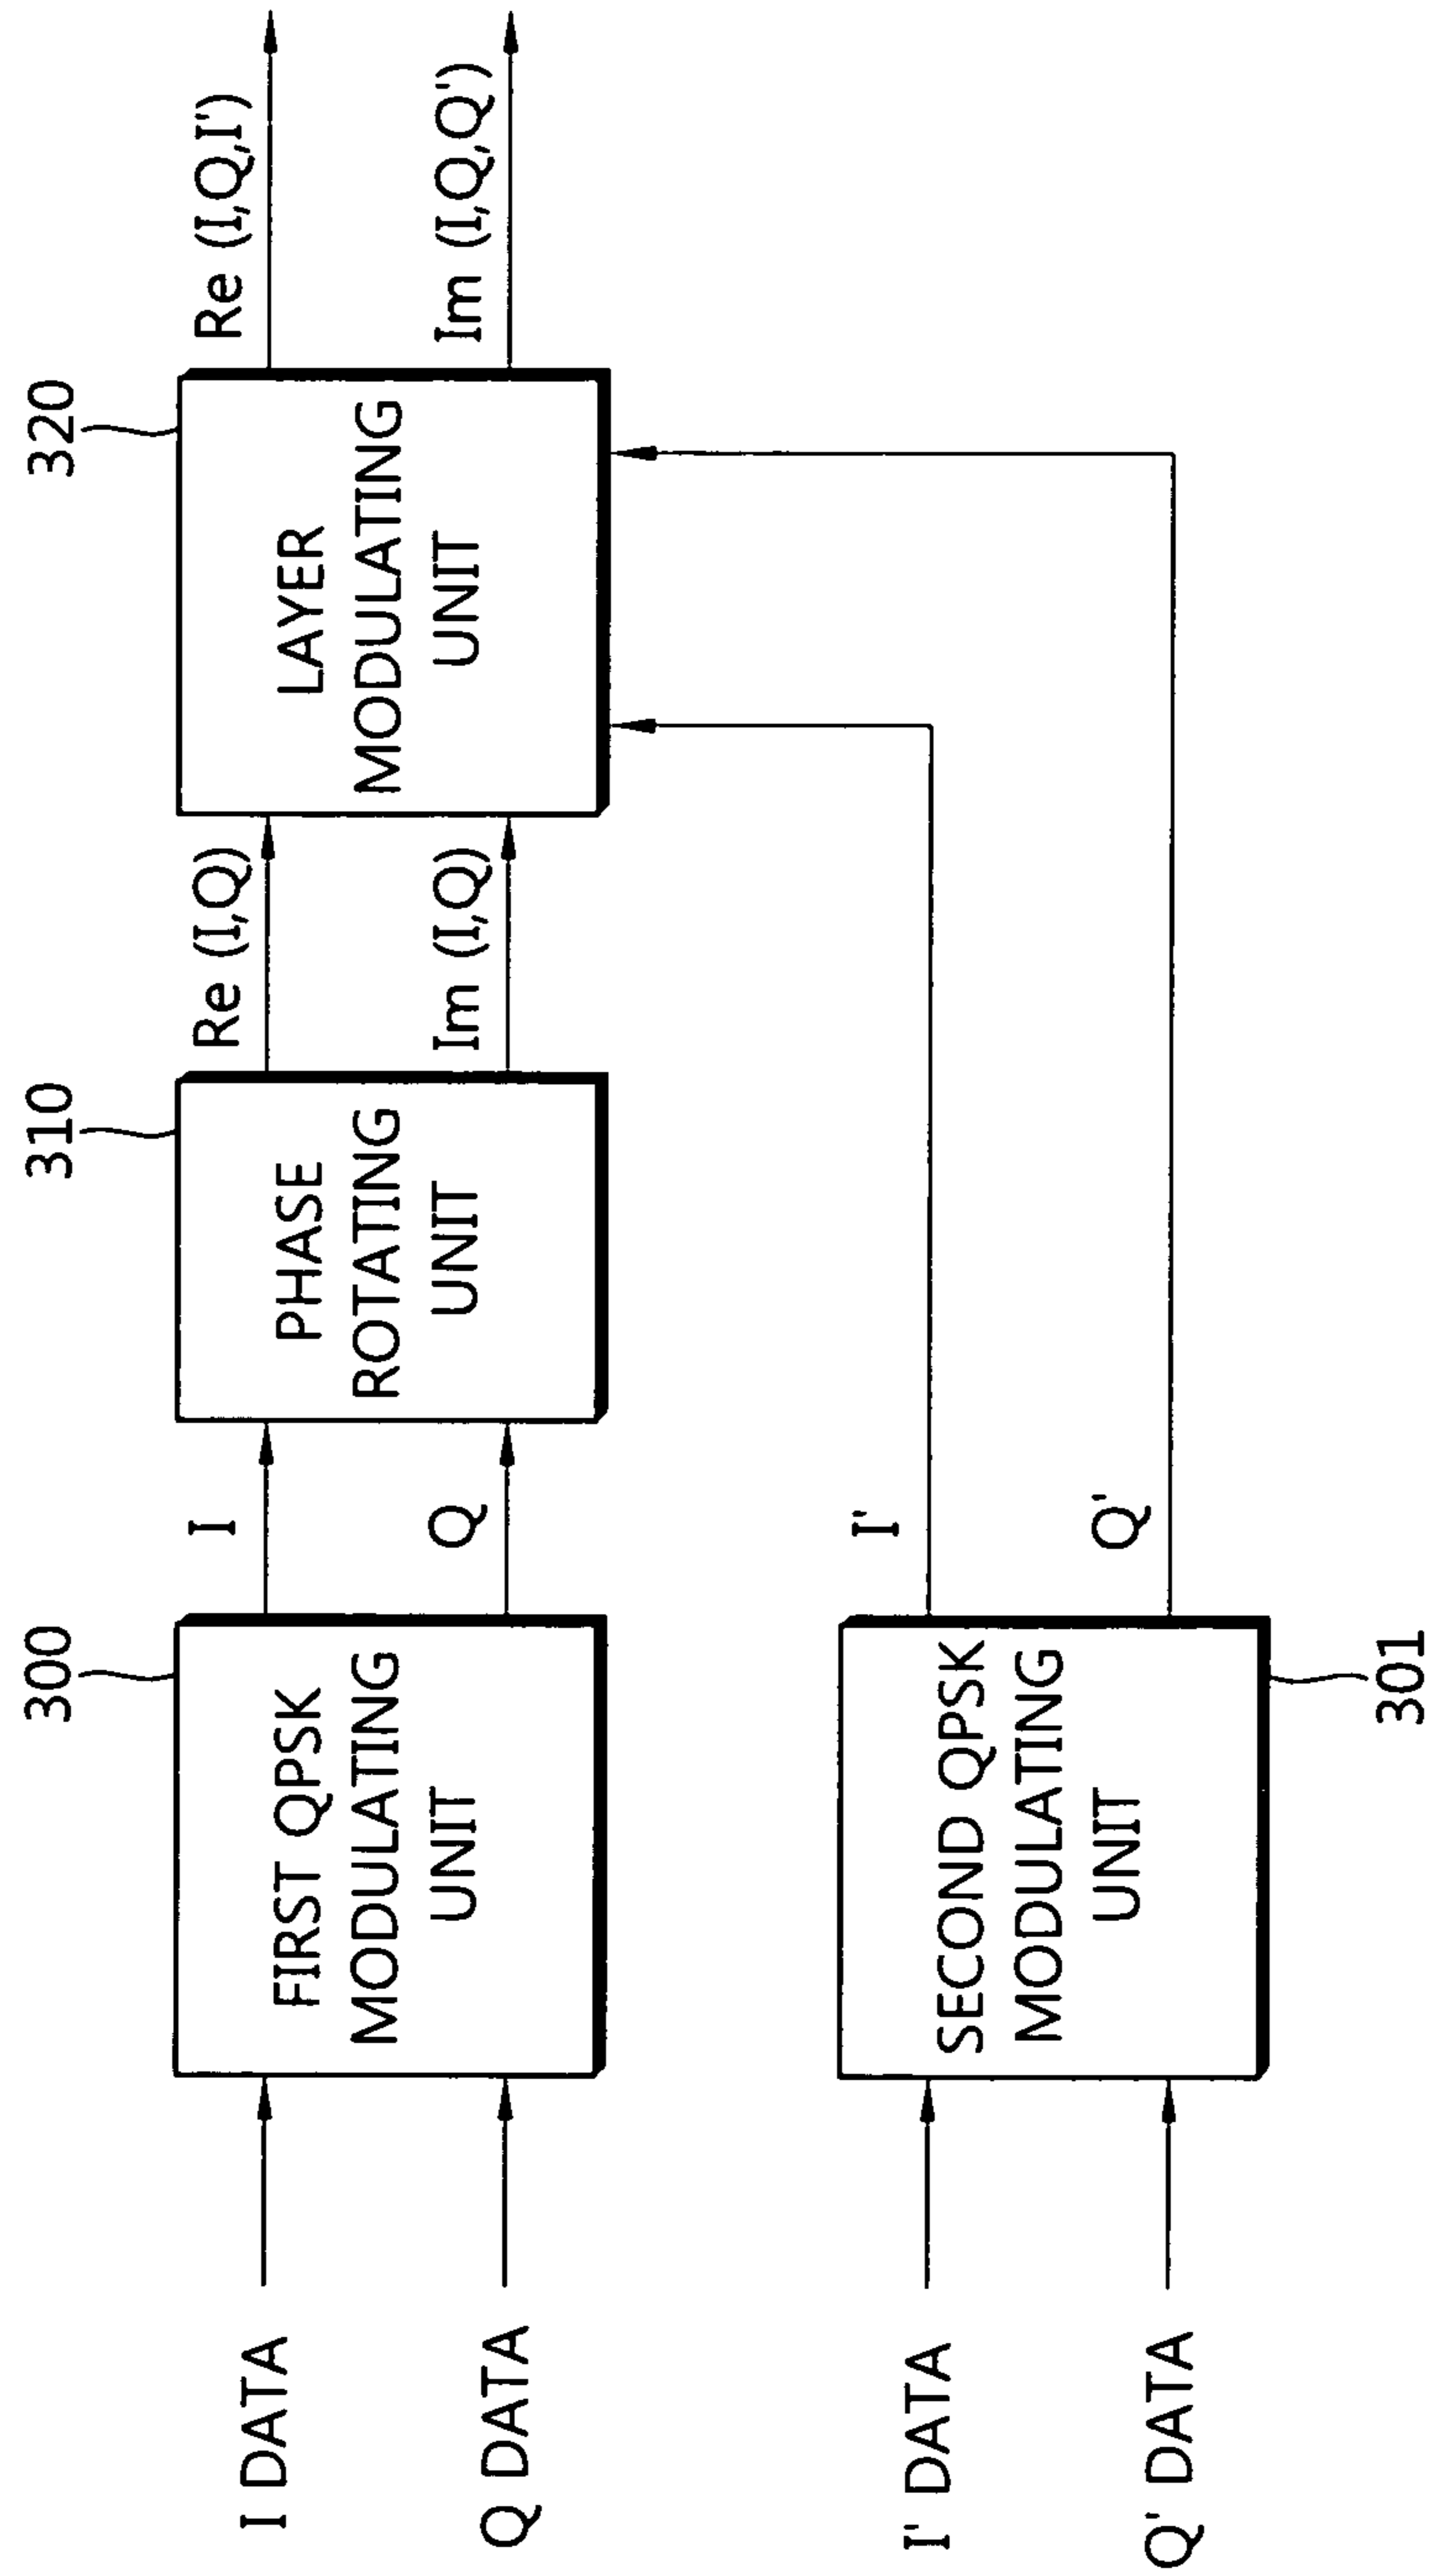 I DATA
Q DATA
300
FIRST QPSK
MODULATING
UNIT
I
Q
310
PHASE
ROTATING
UNIT
Re (I,Q)
Im (I,Q)
320
LAYER
MODULATING
UNIT
Re (I,Q,I')
Im (I,Q,Q')
I' DATA
Q' DATA
SECOND QPSK
MODULATING
UNIT
301
I'
Q'